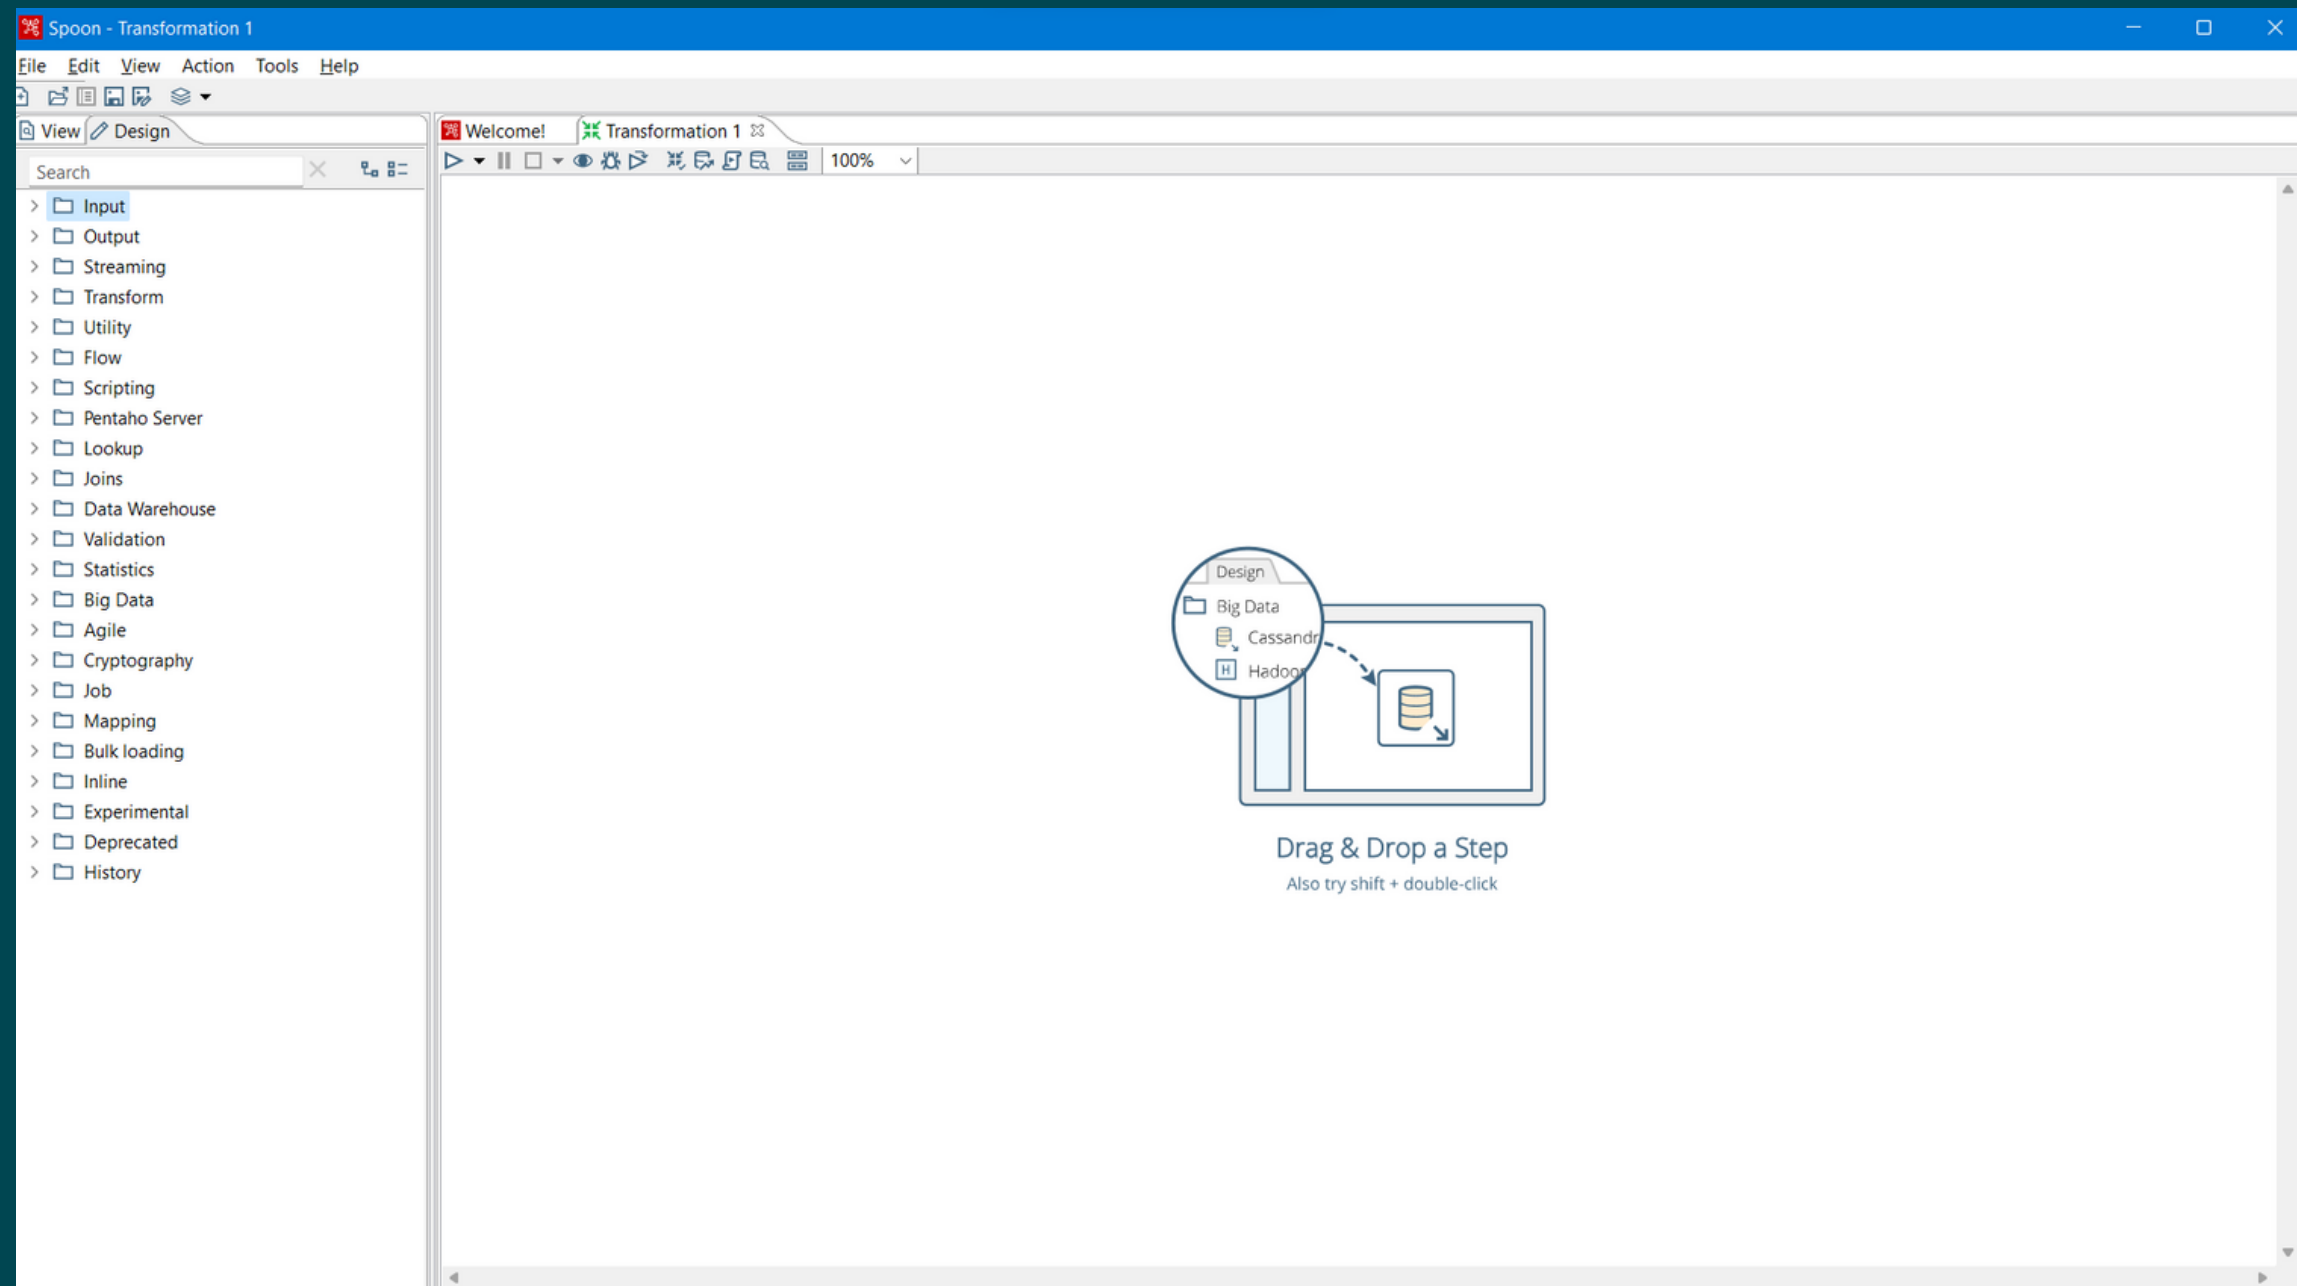 Spoon - Transformation 1
File Edit View Action Tools Help
View Design
Welcome! Transformation 1
100%
Search
Input
Output
Streaming
Transform
Utility
Flow
Scripting
Pentaho Server
Lookup
Joins
Data Warehouse
Validation
Statistics
Big Data
Agile
Cryptography
Job
Mapping
Bulk loading
Inline
Experimental
Deprecated
History
Design
Big Data
Cassandr
H Hadoop
Drag & Drop a Step
Also try shift + double-click